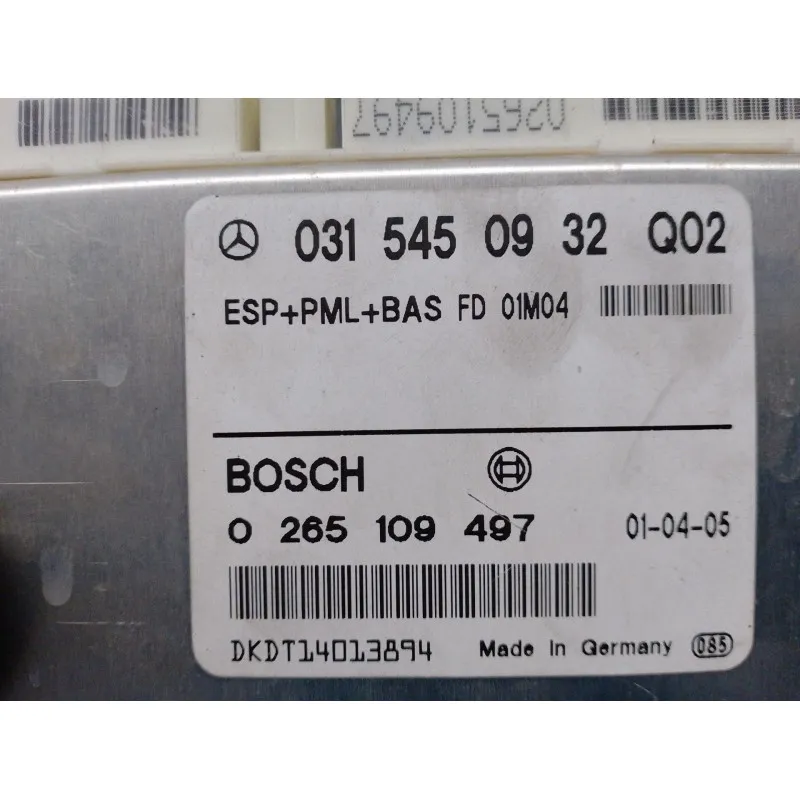 0265109497
031 545 09 32 Q02
ESP+PML+BAS FD 01M04
BOSCH
0 265 109 497 01-04-05
DKDT14013894 Made In Germany 085